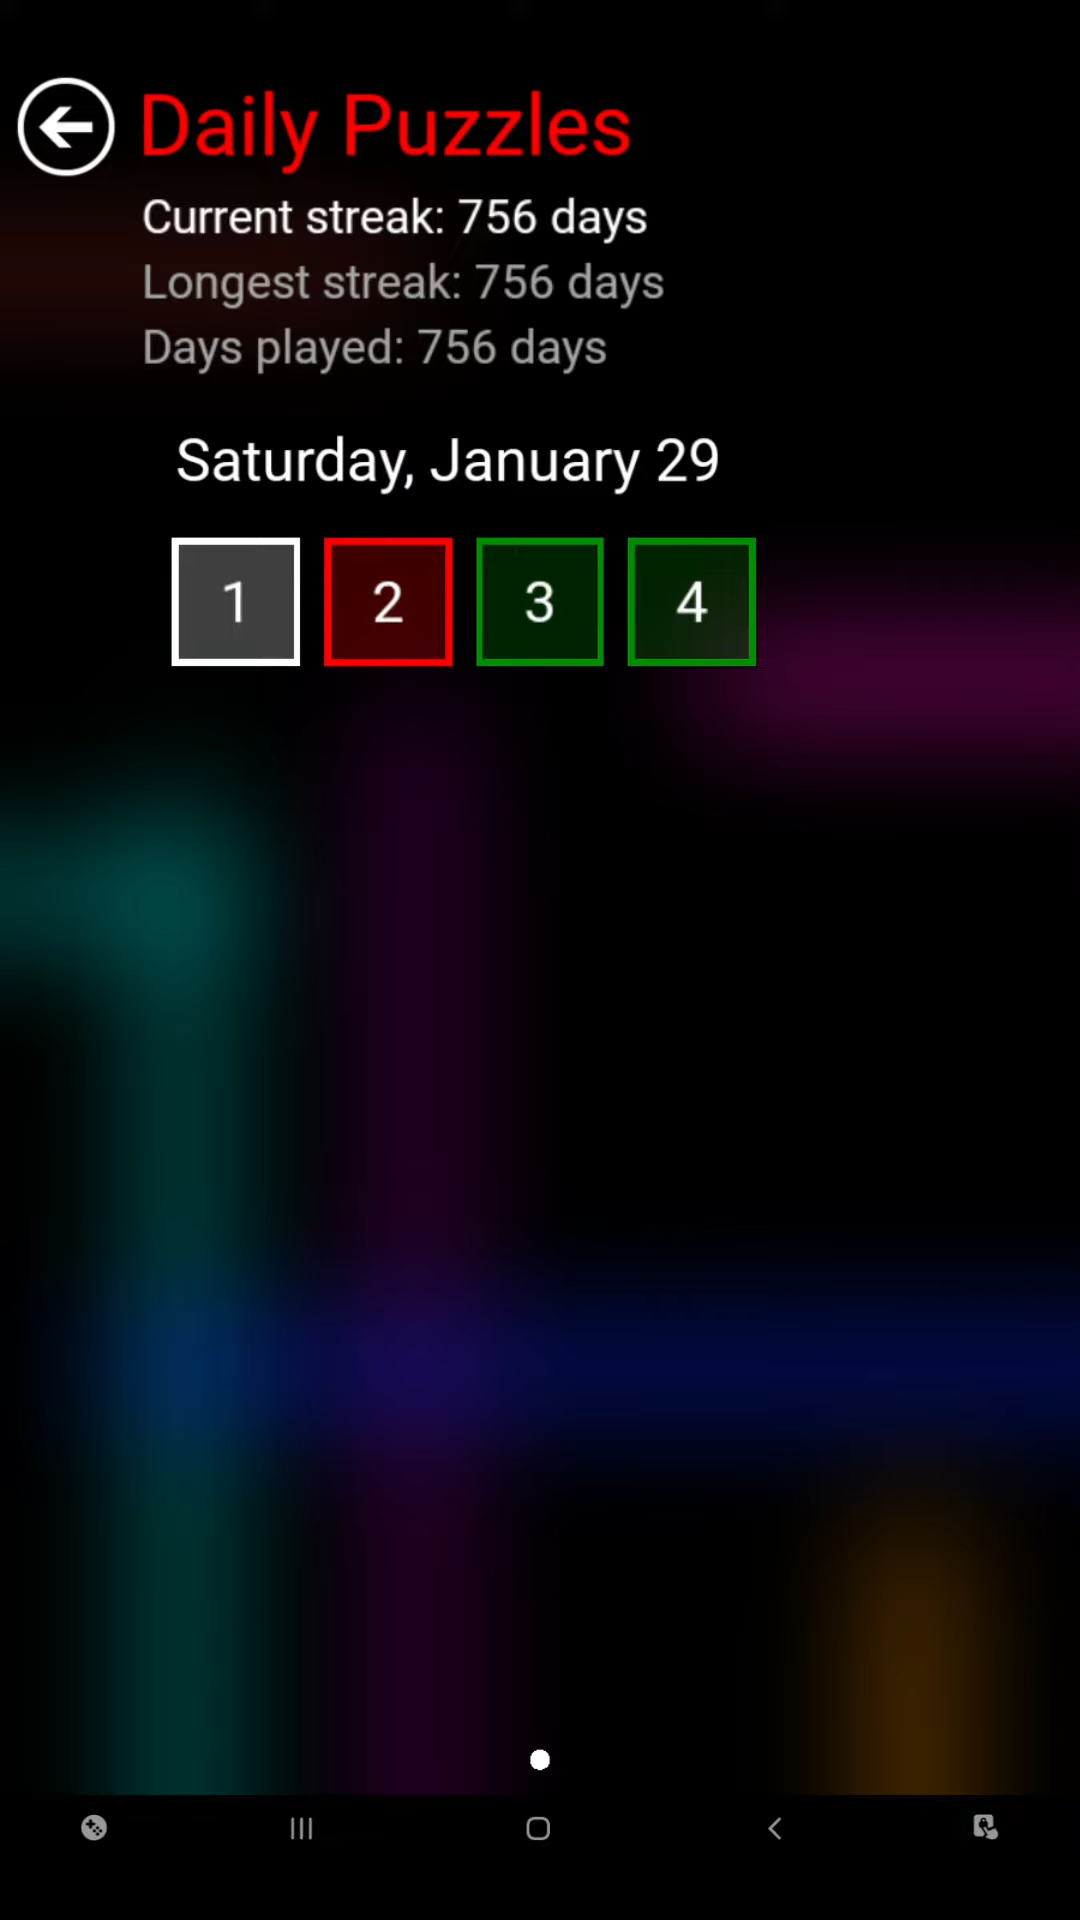 Daily Puzzles
Current streak: 756 days
Longest streak: 756 days
Days played: 756 days
Saturday, January 29
1 2 3 4